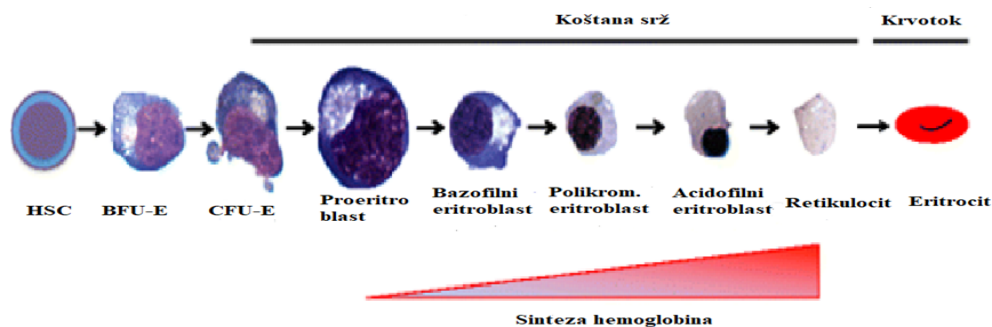 Koštana srž
Krvotok
HSC
BFU-E
CFU-E
Proeritro
blast
Bazofilni
eritroblast
Polikrom.
eritroblast
Acidofilni
eritroblast
Retikulocit
Eritrocit
Sinteza hemoglobina